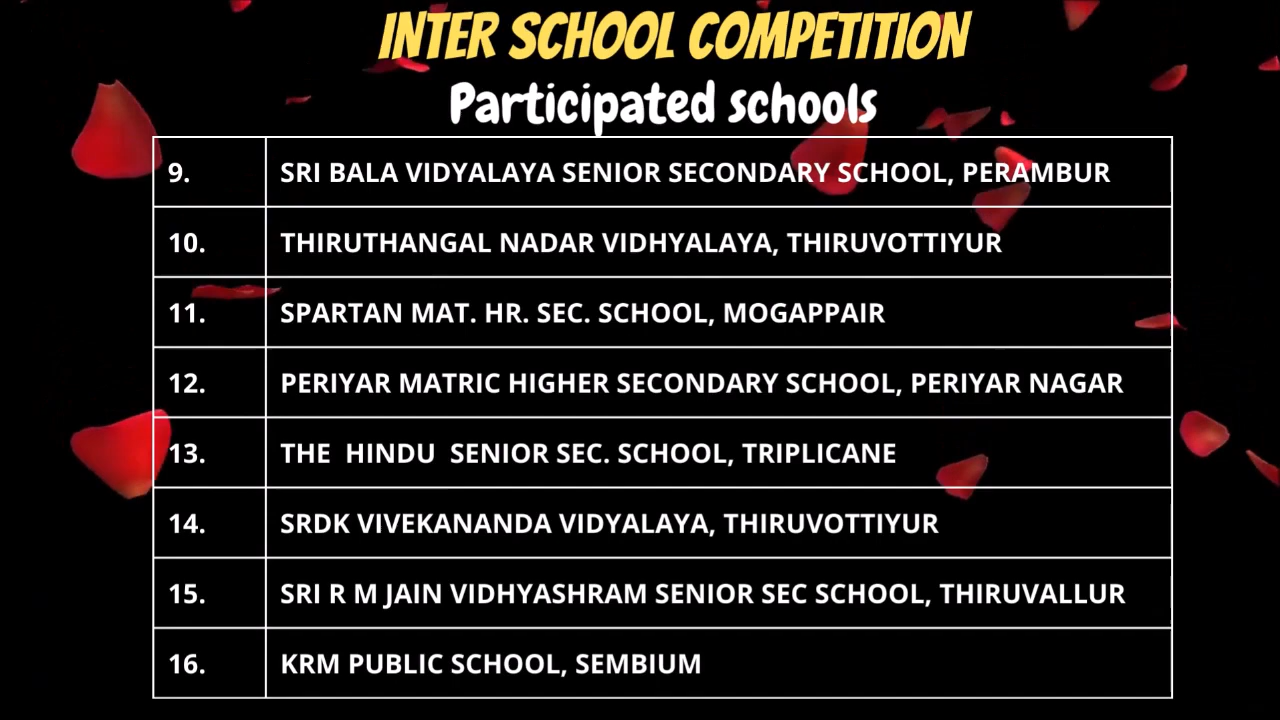 INTER SCHOOL COMPETITION
Participated schools
9. SRI BALA VIDYALAYA SENIOR SECONDARY SCHOOL, PERAMBUR
10. THIRUTHANGAL NADAR VIDHYALAYA, THIRUVOTTIYUR
11. SPARTAN MAT. HR. SEC. SCHOOL, MOGAPPAIR
12. PERIYAR MATRIC HIGHER SECONDARY SCHOOL, PERIYAR NAGAR
13. THE HINDU SENIOR SEC. SCHOOL, TRIPLICANE
14. SRDK VIVEKANANDA VIDYALAYA, THIRUVOTTIYUR
15. SRI R M JAIN VIDHYASHRAM SENIOR SEC SCHOOL, THIRUVALLUR
16. KRM PUBLIC SCHOOL, SEMBIUM